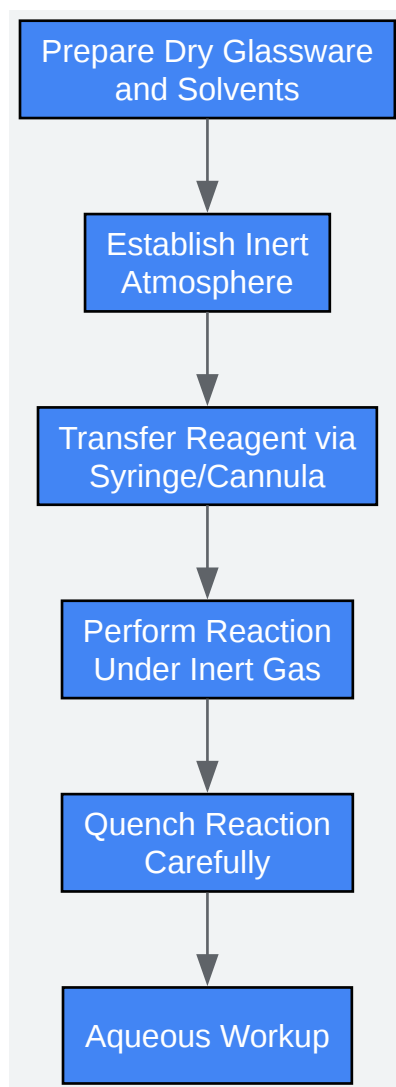 Prepare Dry Glassware
and Solvents
Establish Inert
Atmosphere
Transfer Reagent via
Syringe/Cannula
Perform Reaction
Under Inert Gas
Quench Reaction
Carefully
Aqueous Workup